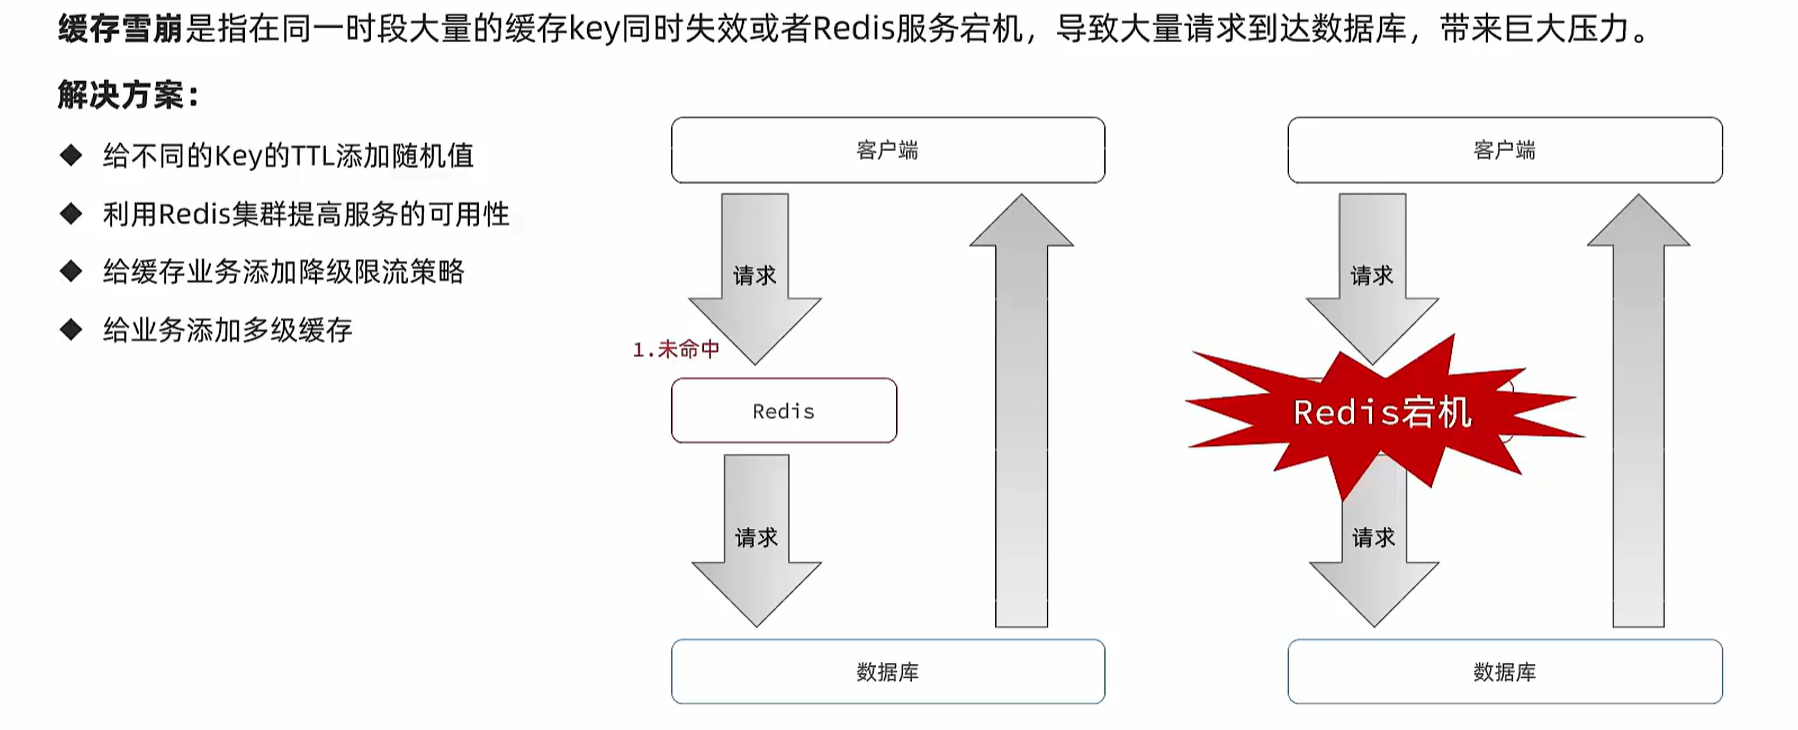 缓存雪崩是指在同一时段大量的缓存key同时失效或者Redis服务宕机，导致大量请求到达数据库，带来巨大压力。
解决方案：
◆ 给不同的Key的TTL添加随机值
◆ 利用Redis集群提高服务的可用性
◆ 给缓存业务添加降级限流策略
◆ 给业务添加多级缓存
客户端
请求
1.未命中
Redis
请求
数据库
客户端
请求
Redis宕机
请求
数据库